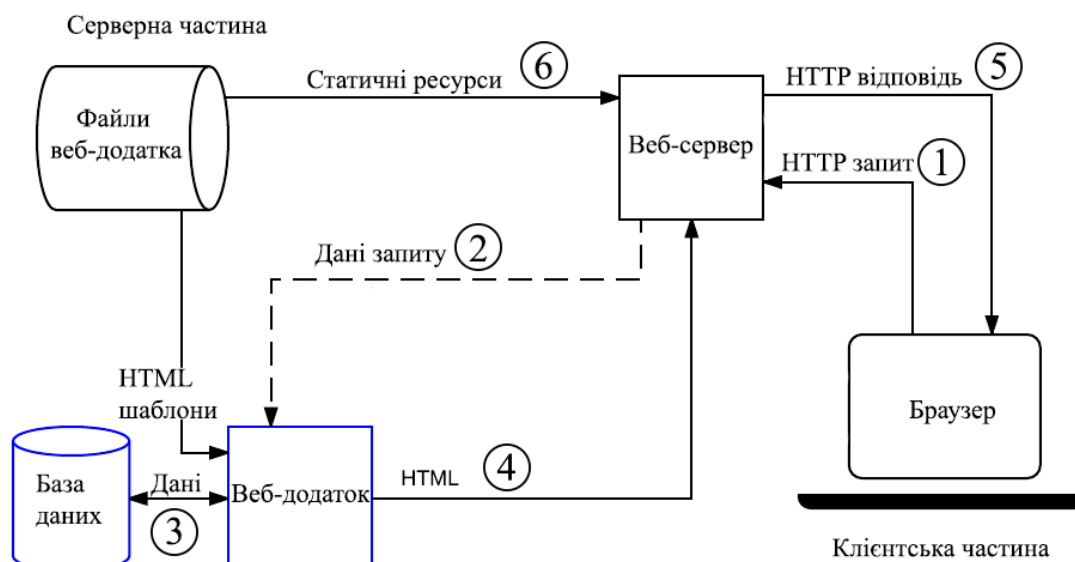 Серверна частина
Статичні ресурси 6
HTTP відповідь 5
Файли
веб-додатка
Веб-сервер
HTTP запит 1
Дані запиту 2
HTML
шаблони
Браузер
База
даних
Дані
3
Веб-додаток
HTML 4
Клієнтська частина